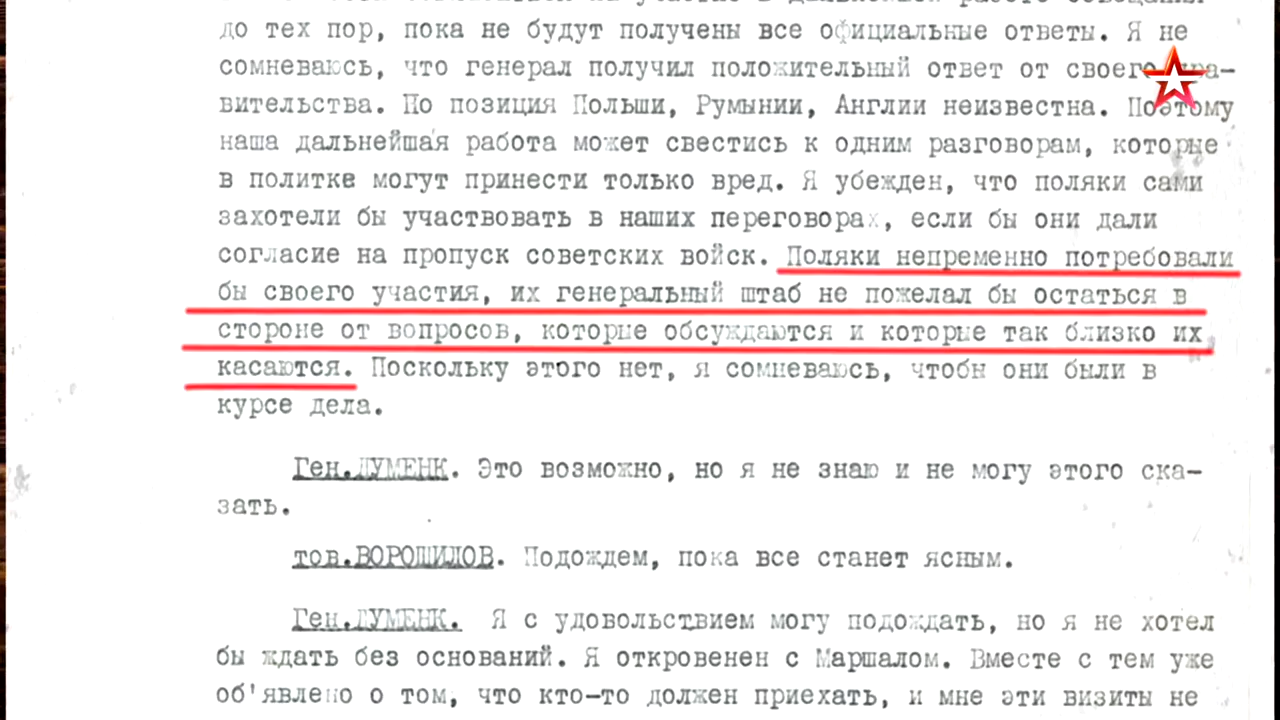 до тех пор, пока не будут получены все официальные ответы. Я не
сомневаюсь, что генерал получил положительный ответ от своего пра-
вительства. Но позиция Польши, Румынии, Англии неизвестна. Поэтому
наша дальнейшая работа может свестись к одним разговорам, которые
в политке могут принести только вред. Я убежден, что поляки сами
захотели бы участвовать в наших переговорах, если бы они дали
согласие на пропуск советских войск. Поляки непременно потребовали
бы своего участия, их генеральный штаб не пожелал бы остаться в
стороне от вопросов, которые обсуждаются и которые так близко их
касаются. Поскольку этого нет, я сомневаюсь, чтобы они были в
курсе дела.
Ген.ДУМЕНК. Это возможно, но я не знаю и не могу этого ска-
зать.
тов.ВОРОШИЛОВ. Подождем, пока все станет ясным.
Ген.ДУМЕНК. Я с удовольствием могу подождать, но я не хотел
бы ждать без оснований. Я откровенен с Маршалом. Вместе с тем уже
об'явлено о том, что кто-то должен приехать, и мне эти визиты не